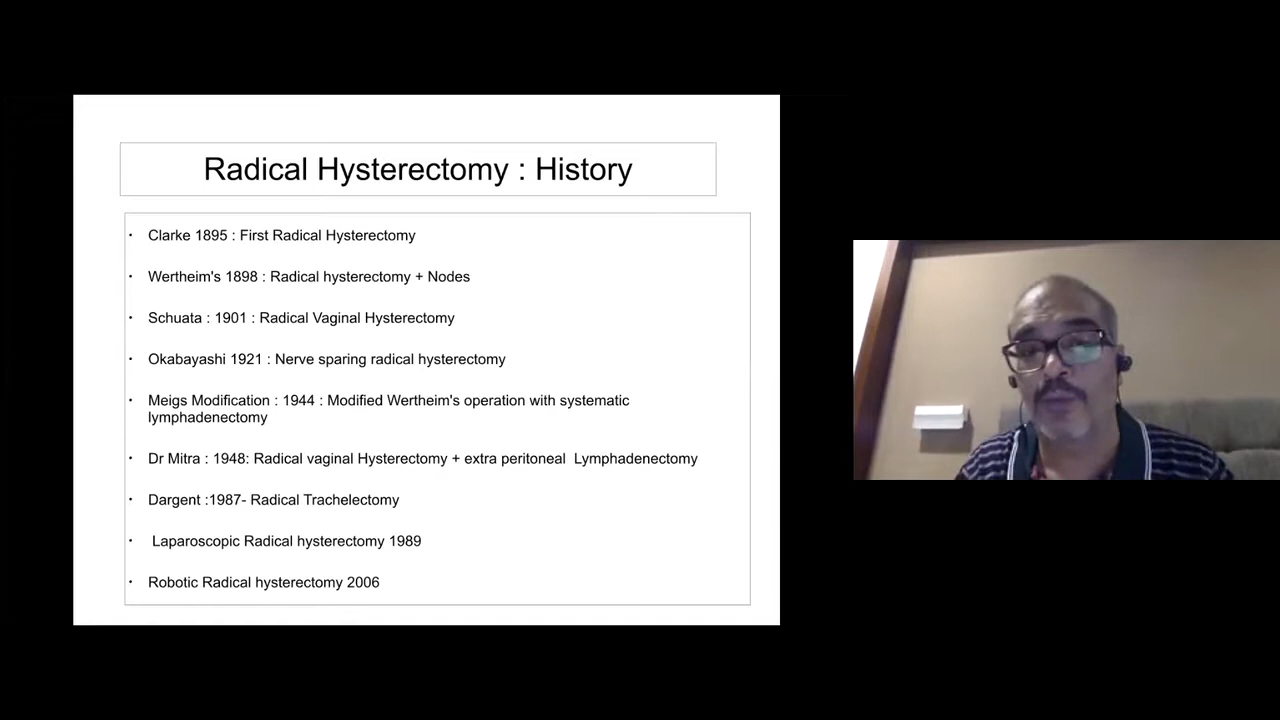 Radical Hysterectomy : History
• Clarke 1895 : First Radical Hysterectomy
• Wertheim's 1898 : Radical hysterectomy + Nodes
• Schuata : 1901 : Radical Vaginal Hysterectomy
• Okabayashi 1921 : Nerve sparing radical hysterectomy
• Meigs Modification : 1944 : Modified Wertheim's operation with systematic
lymphadenectomy
• Dr Mitra : 1948: Radical vaginal Hysterectomy + extra peritoneal Lymphadenectomy
• Dargent :1987- Radical Trachelectomy
• Laparoscopic Radical hysterectomy 1989
• Robotic Radical hysterectomy 2006